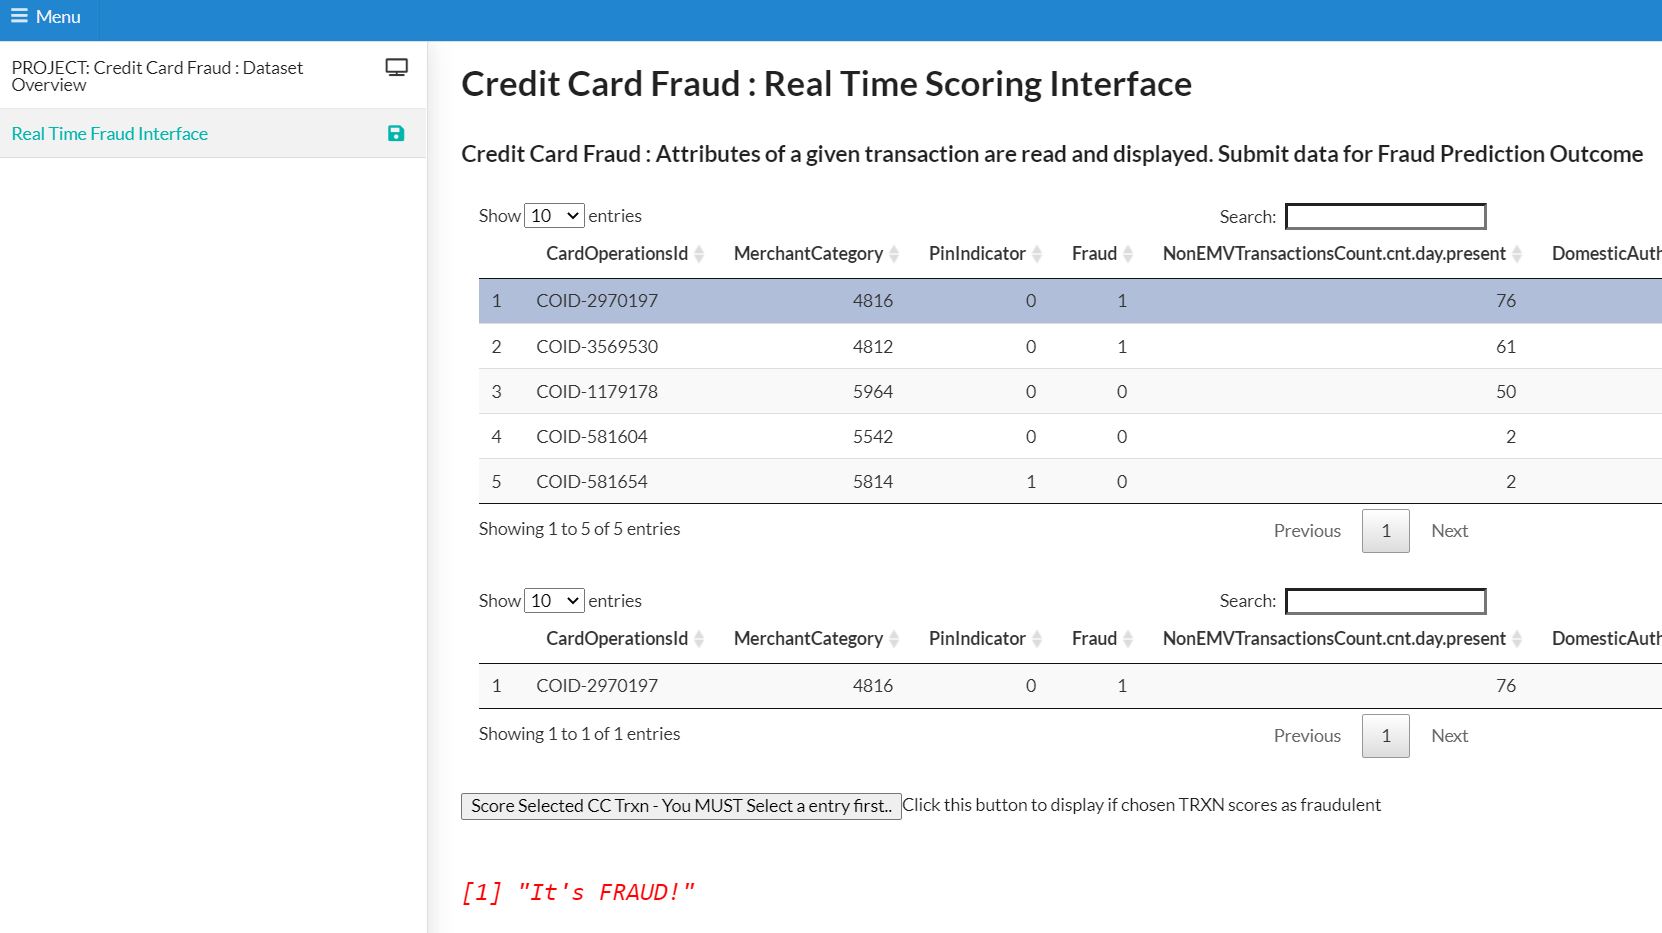 Menu
PROJECT: Credit Card Fraud : Dataset
Overview
Real Time Fraud Interface
Credit Card Fraud : Real Time Scoring Interface
Credit Card Fraud : Attributes of a given transaction are read and displayed. Submit data for Fraud Prediction Outcome
Show 10 entries Search:
CardOperationsId MerchantCategory PinIndicator Fraud NonEMVTransactionsCount.cnt.day.present DomesticAuth
1 COID-2970197 4816 0 1 76
2 COID-3569530 4812 0 1 61
3 COID-1179178 5964 0 0 50
4 COID-581604 5542 0 0 2
5 COID-581654 5814 1 0 2
Showing 1 to 5 of 5 entries Previous 1 Next
Show 10 entries Search:
CardOperationsId MerchantCategory PinIndicator Fraud NonEMVTransactionsCount.cnt.day.present DomesticAuth
1 COID-2970197 4816 0 1 76
Showing 1 to 1 of 1 entries Previous 1 Next
Score Selected CC Trxn - You MUST Select a entry first.. Click this button to display if chosen TRXN scores as fraudulent
[1] "It's FRAUD!"